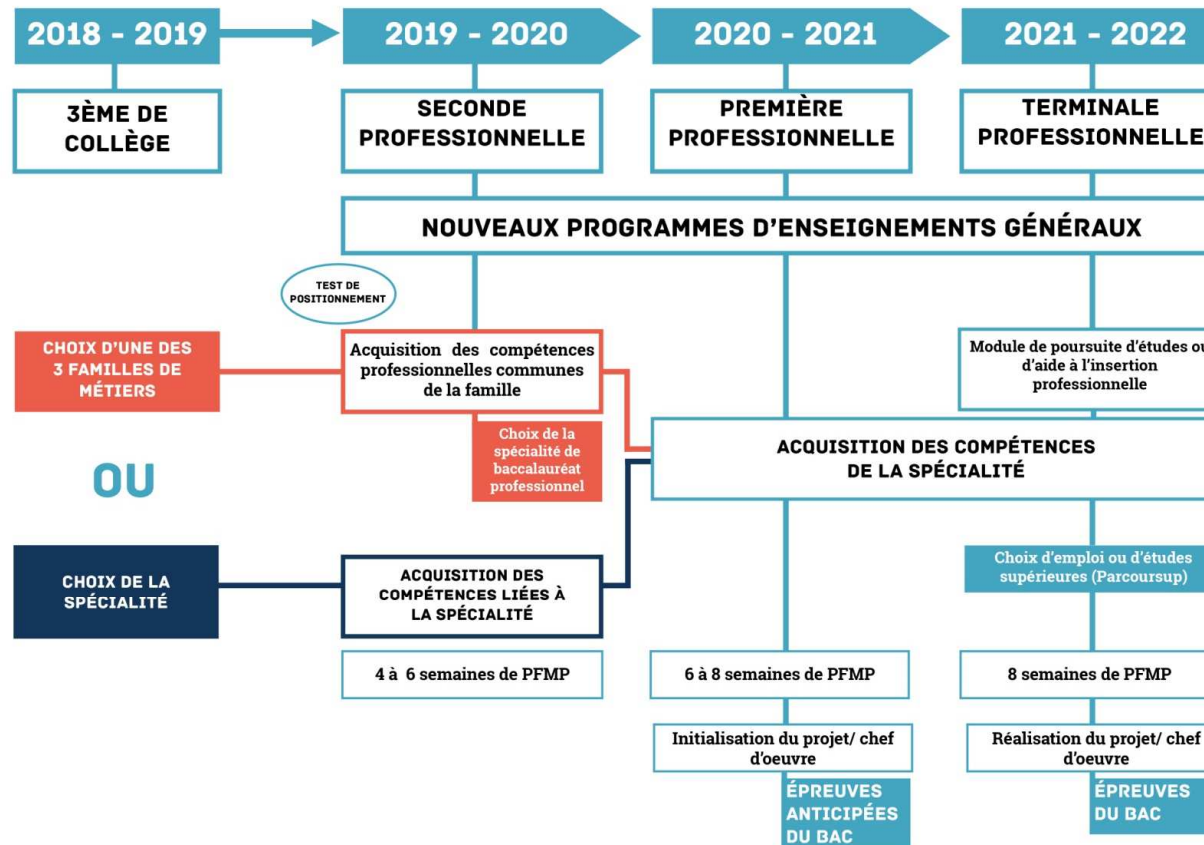 2018 - 2019
2019 - 2020
2020 - 2021
2021 - 2022
3ÈME DE
COLLÈGE
SECONDE
PROFESSIONNELLE
PREMIÈRE
PROFESSIONNELLE
TERMINALE
PROFESSIONNELLE
NOUVEAUX PROGRAMMES D'ENSEIGNEMENTS GÉNÉRAUX
TEST DE
POSITIONNEMENT
CHOIX D'UNE DES
3 FAMILLES DE
MÉTIERS
Acquisition des compétences
professionnelles communes
de la famille
Module de poursuite d'études ou
d'aide à l'insertion
professionnelle
Choix de la
spécialité de
baccalauréat
professionnel
ACQUISITION DES COMPÉTENCES
DE LA SPÉCIALITÉ
OU
CHOIX DE LA
SPÉCIALITÉ
ACQUISITION DES
COMPÉTENCES LIÉES À
LA SPÉCIALITÉ
Choix d'emploi ou d'études
supérieures (Parcoursup)
4 à 6 semaines de PFMP
6 à 8 semaines de PFMP
8 semaines de PFMP
Initialisation du projet/ chef
d'oeuvre
Réalisation du projet/ chef
d'oeuvre
ÉPREUVES
ANTICIPÉES
DU BAC
ÉPREUVES
DU BAC